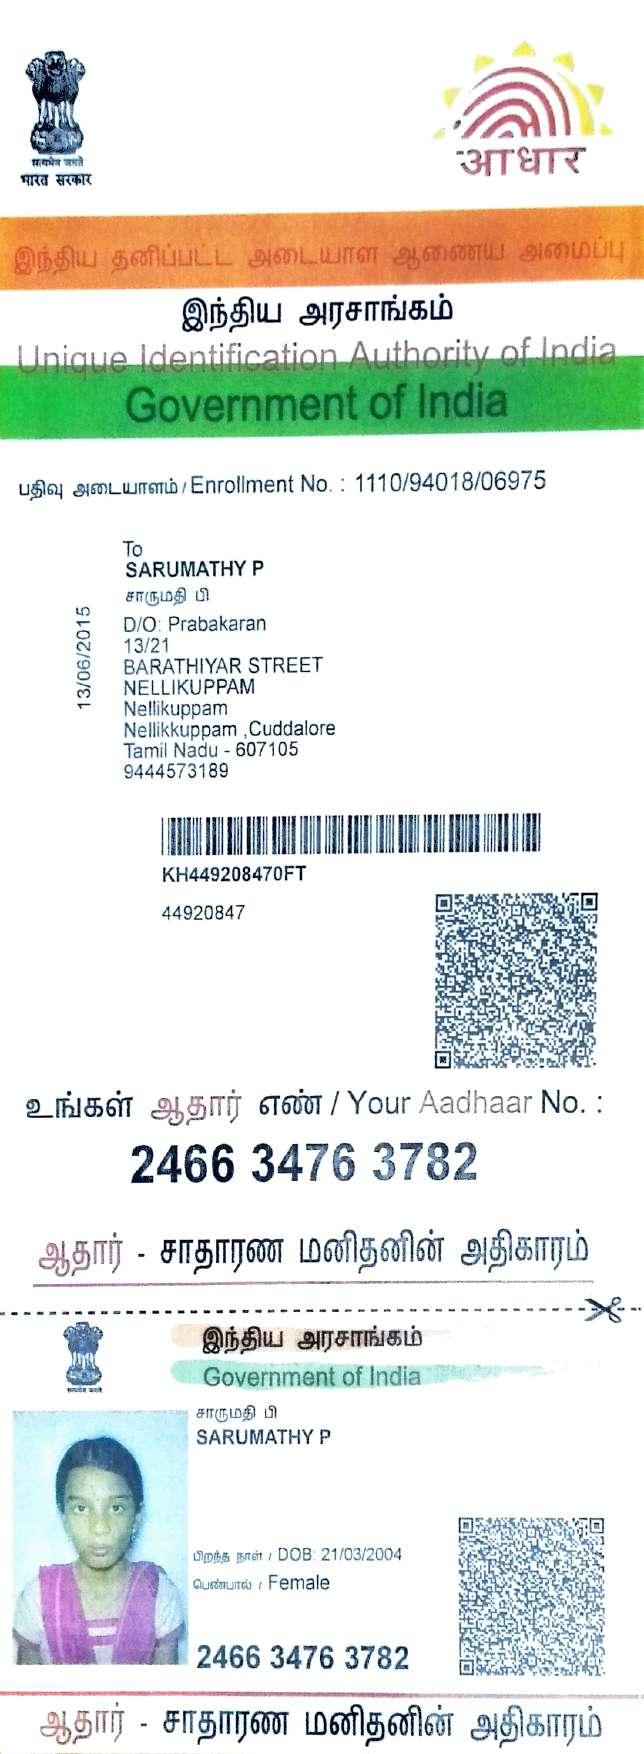 सत्यमेव जयते
भारत सरकार
आधार
இந்திய தனிப்பட்ட அடையாள ஆணைய அமைப்பு
இந்திய அரசாங்கம்
Unique Identification Authority of India
Government of India
பதிவு அடையாளம் / Enrollment No. : 1110/94018/06975
13/06/2015
To
SARUMATHY P
சாருமதி பி
D/O: Prabakaran
13/21
BARATHIYAR STREET
NELLIKUPPAM
Nellikuppam
Nellikkuppam ,Cuddalore
Tamil Nadu - 607105
9444573189
KH449208470FT
44920847
உங்கள் ஆதார் எண் / Your Aadhaar No. :
2466 3476 3782
ஆதார் - சாதாரண மனிதனின் அதிகாரம்
இந்திய அரசாங்கம்
Government of India
சாருமதி பி
SARUMATHY P
பிறந்த நாள் / DOB: 21/03/2004
பெண்பால் / Female
2466 3476 3782
ஆதார் - சாதாரண மனிதனின் அதிகாரம்